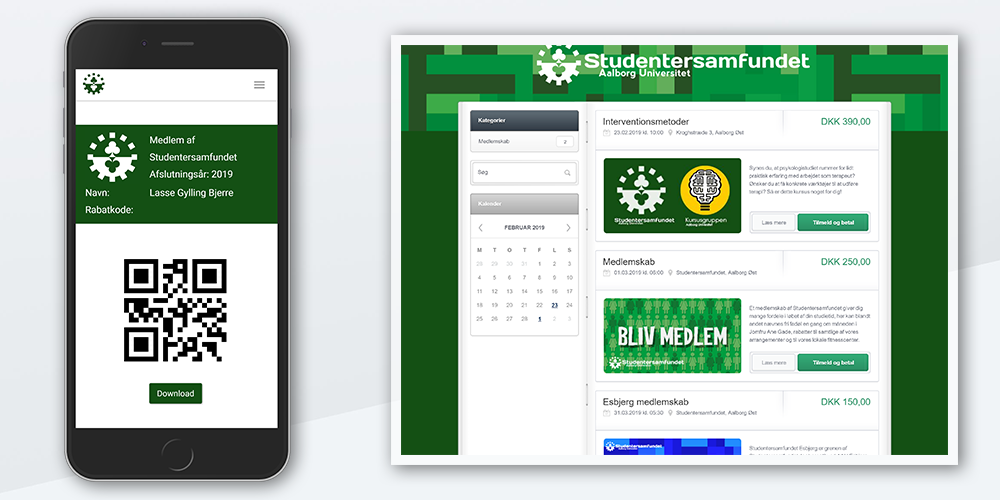 Medlem af
Studentersamfundet
Afslutningsår: 2019
Navn: Lasse Gylling Bjerre
Rabatkode:
Download
Studentersamfundet
Aalborg Universitet
Kategorier
Medlemskab 2
Søg
Kalender
FEBRUAR 2019
M T O T F L S
28 29 30 31 1 2 3
4 5 6 7 8 9 10
11 12 13 14 15 16 17
18 19 20 21 22 23 24
25 26 27 28 1 2 3
Interventionsmetoder DKK 390,00
23.02.2019 kl. 10:00 Kroghstræde 3, Aalborg Øst
Studentersamfundet
Aalborg Universitet
Kursusgruppen
Aalborg Universitet
Synes du, at psykologistudiet rummer for lidt
praktisk erfaring med arbejdet som terapeut?
Ønsker du at få konkrete værktøjer til at udføre
terapi? Så er dette kursus noget for dig!
Læs mere Tilmeld og betal
Medlemskab DKK 250,00
01.03.2019 kl. 05:00 Studentersamfundet, Aalborg Øst
BLIV MEDLEM
Studentersamfundet
Et medlemskab af Studentersamfundet giver dig
mange fordele i løbet af din studietid, her kan blandt
andet nævnes fri fadøl en gang om måneden i
Jomfru Ane Gade, rabatter til samtlige af vores
arrangementer og til vores lokale fitnesscenter.
Læs mere Tilmeld og betal
Esbjerg medlemskab DKK 150,00
31.03.2019 kl. 05:30 Studentersamfundet, Aalborg Øst
Studentersamfundet
Studentersamfundet Esbjerg er grenen af